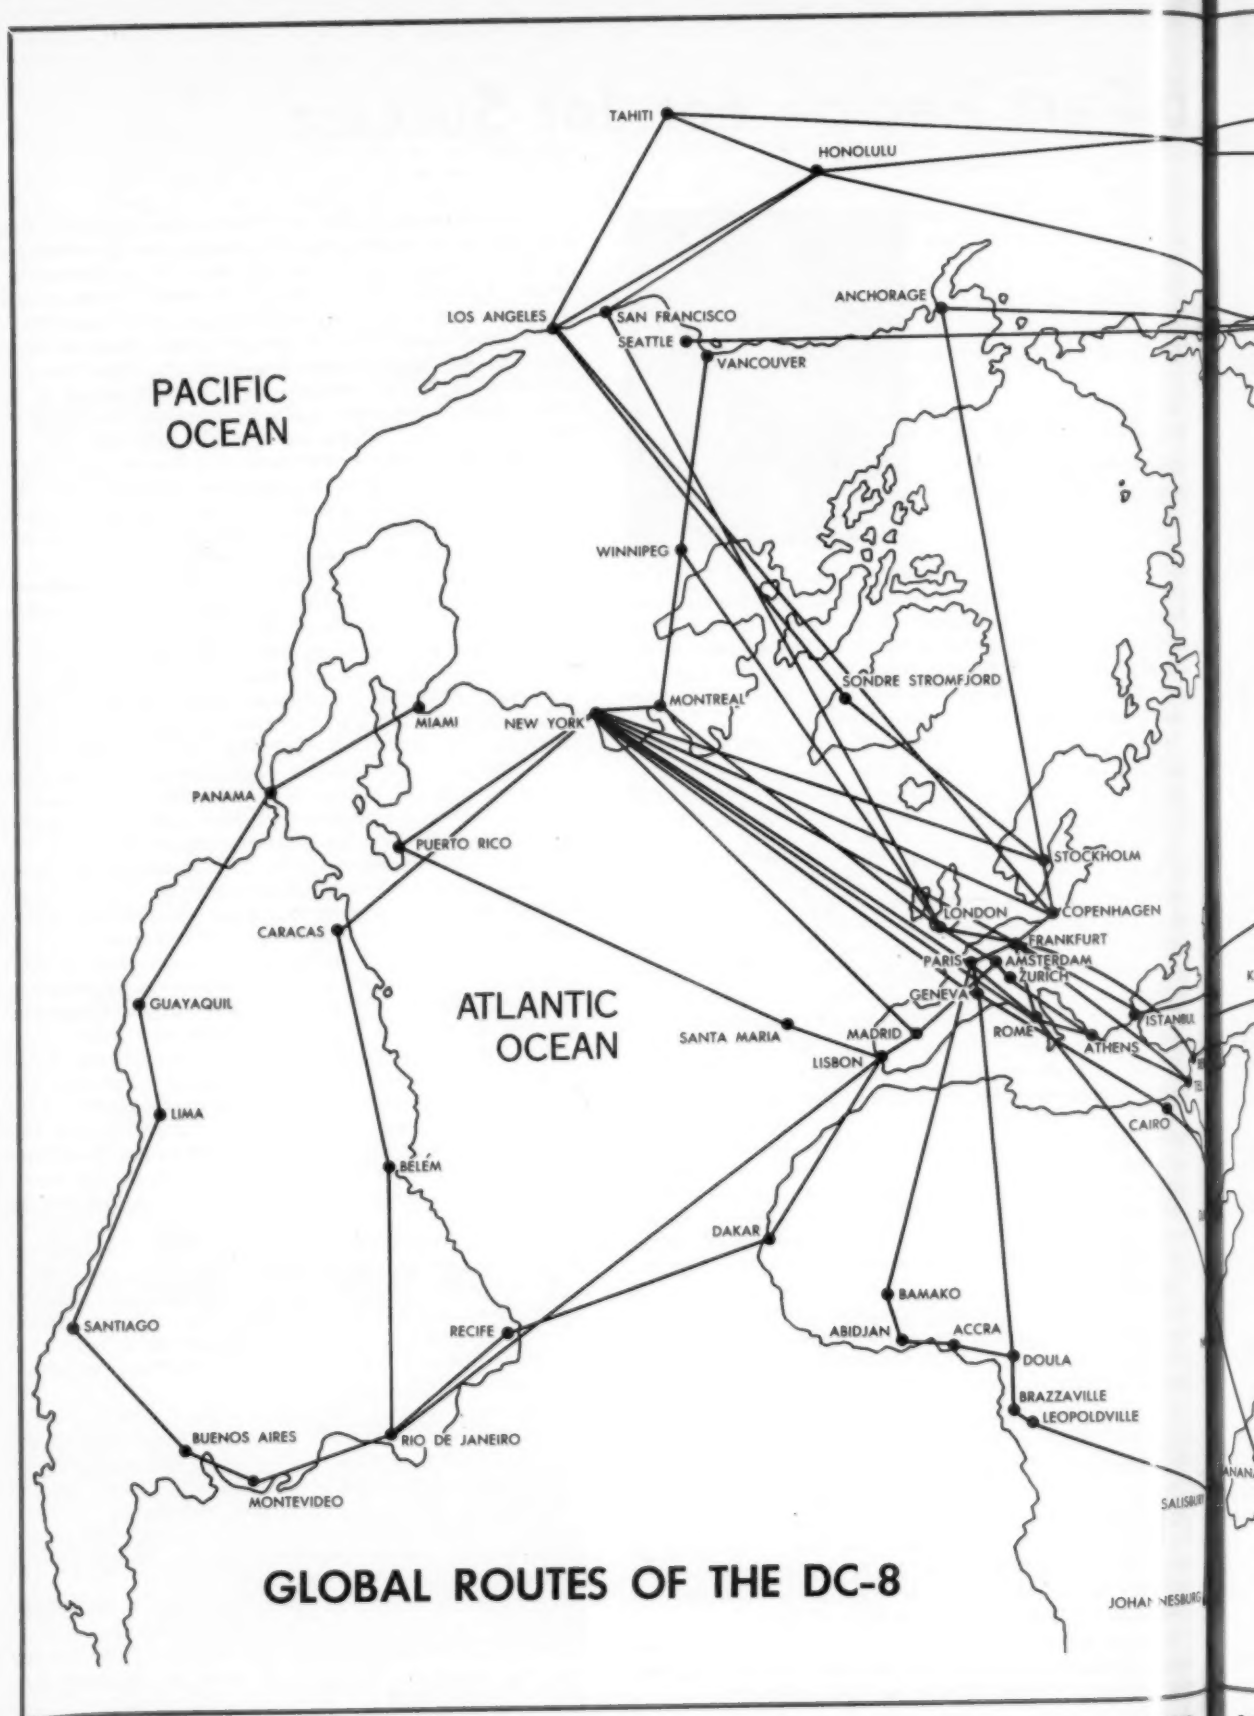 TAHITI
HONOLULU
ANCHORAGE
LOS ANGELES
SAN FRANCISCO
SEATTLE
VANCOUVER
PACIFIC
OCEAN
WINNIPEG
SONDRE STROMFJORD
MONTREAL
MIAMI
NEW YORK
PANAMA
PUERTO RICO
STOCKHOLM
CARACAS
LONDON
COPENHAGEN
FRANKFURT
PARIS
AMSTERDAM
ZURICH
GENEVA
GUAYAQUIL
ATLANTIC
OCEAN
SANTA MARIA
MADRID
ROME
ISTANBUL
ATHENS
LISBON
LIMA
CAIRO
BELÉM
DAKAR
BAMAKO
SANTIAGO
RECIFE
ABIDJAN
ACCRA
DOULA
BRAZZAVILLE
LEOPOLDVILLE
BUENOS AIRES
RIO DE JANEIRO
MONTEVIDEO
SALISBURY
GLOBAL ROUTES OF THE DC-8
JOHANNESBURG